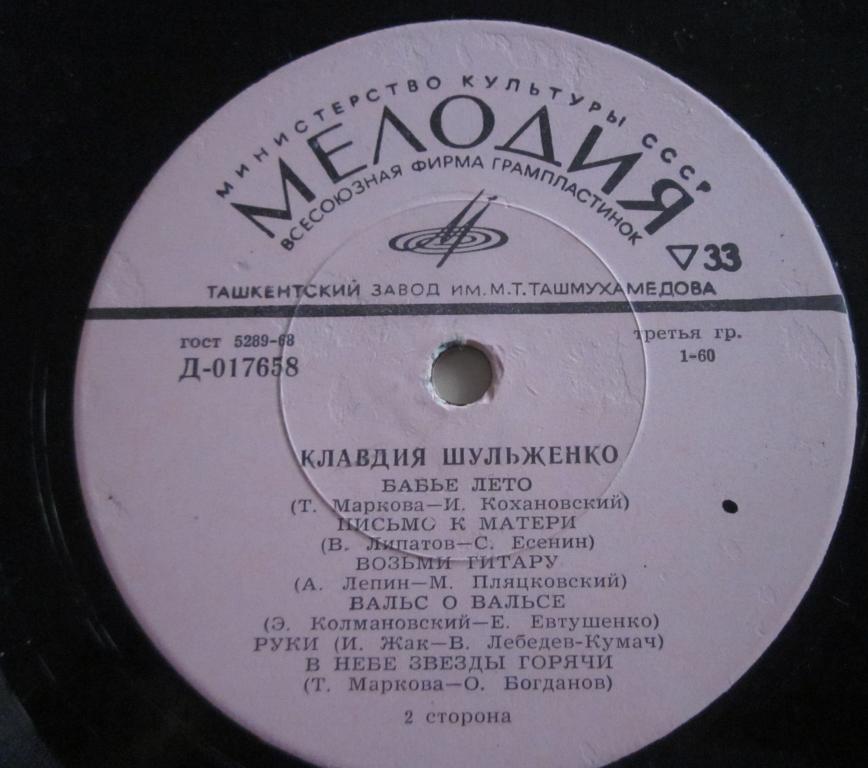 МИНИСТЕРСТВО КУЛЬТУРЫ СССР
МЕЛОДИЯ
ВСЕСОЮЗНАЯ ФИРМА ГРАМПЛАСТИНОК
33
ТАШКЕНТСКИЙ ЗАВОД ИМ. М.Т. ТАШМУХАМЕДОВА
гост 5289-68
третья гр.
Д-017658
1-60
КЛАВДИЯ ШУЛЬЖЕНКО
БАБЬЕ ЛЕТО
(Т. Маркова—И. Кохановский)
ПИСЬМО К МАТЕРИ
(В. Липатов—С. Есенин)
ВОЗЬМИ ГИТАРУ
(А. Лепин—М. Пляцковский)
ВАЛЬС О ВАЛЬСЕ
(Э. Колмановский—Е. Евтушенко)
РУКИ (И. Жак—В. Лебедев-Кумач)
В НЕБЕ ЗВЕЗДЫ ГОРЯЧИ
(Т. Маркова—О. Богданов)
2 сторона